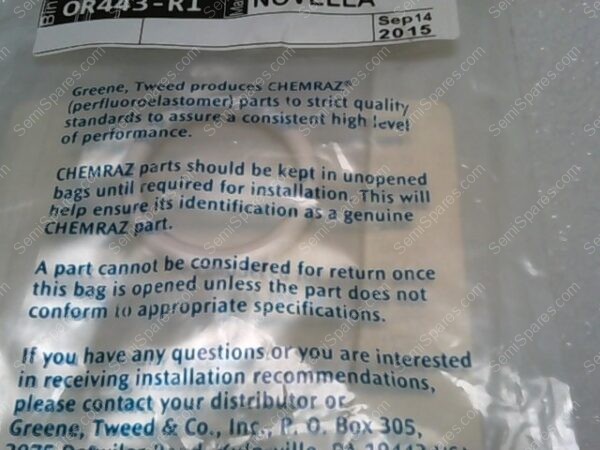 Bin
OR443-R1
NOVELLA
Sep14
2015
Greene, Tweed produces CHEMRAZ®
(perfluoroelastomer) parts to strict quality
standards to assure a consistent high level
of performance.
CHEMRAZ parts should be kept in unopened
bags until required for installation. This will
help ensure its identification as a genuine
CHEMRAZ part.
A part cannot be considered for return once
this bag is opened unless the part does not
conform to appropriate specifications.
If you have any questions or you are interested
in receiving installation recommendations,
please contact your distributor or
Greene, Tweed & Co., Inc., P. O. Box 305,
SemiSpares.com